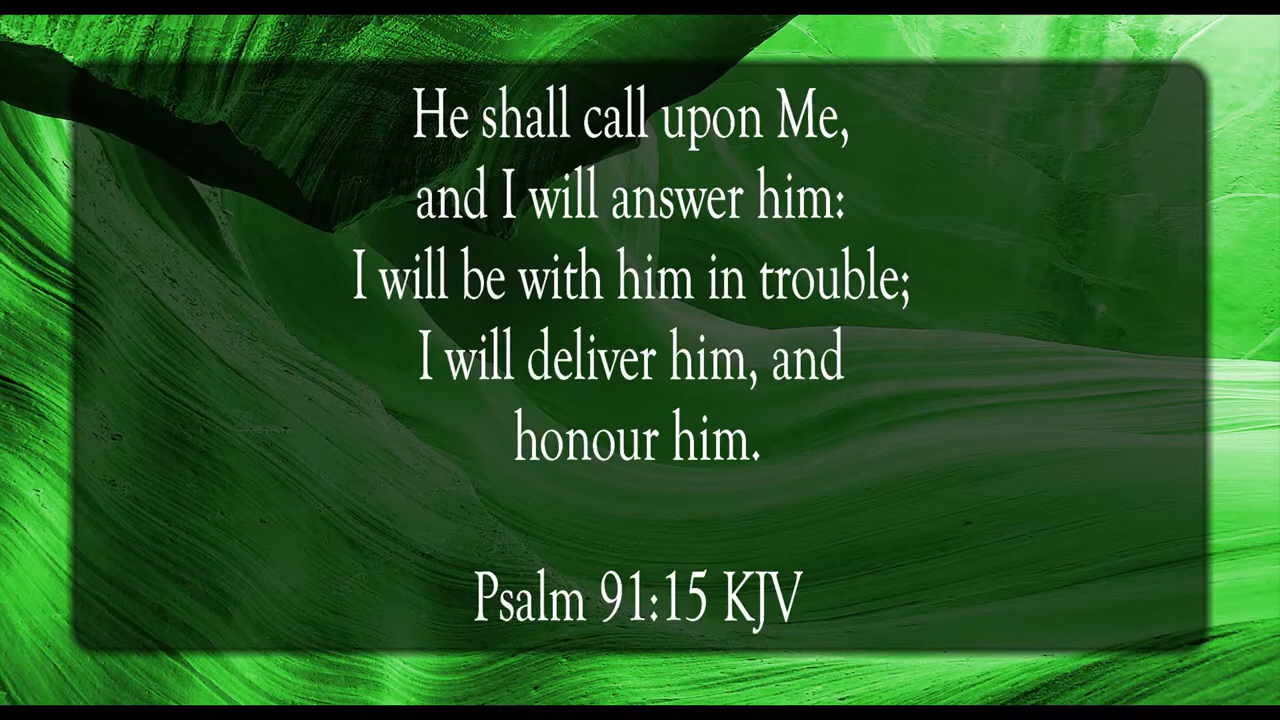 He shall call upon Me,
and I will answer him:
I will be with him in trouble;
I will deliver him, and
honour him.
Psalm 91:15 KJV